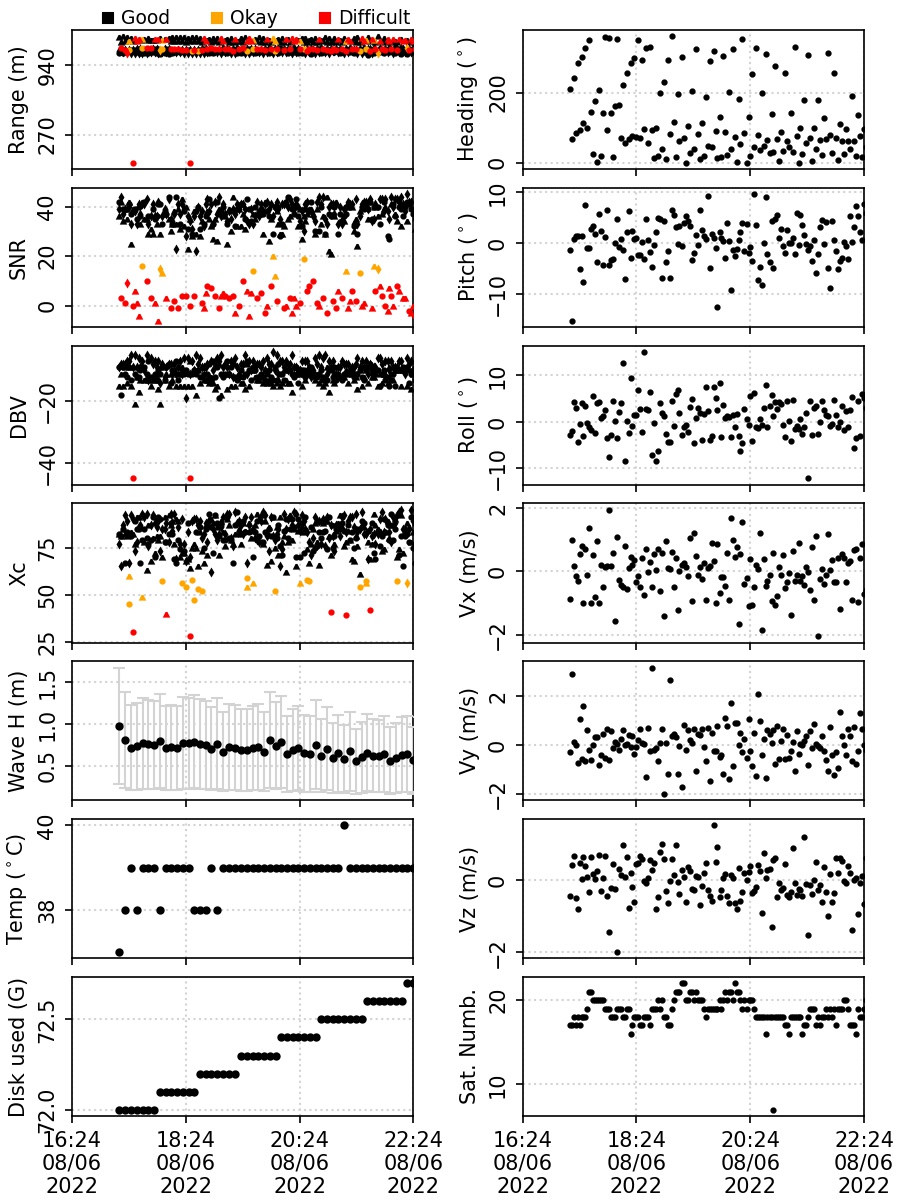 Good Okay Difficult
Range (m)
940
270
Heading (°)
200
0
SNR
40
20
0
Pitch (°)
10
0
−10
DBV
−20
−40
Roll (°)
10
0
−10
Xc
75
50
25
Vx (m/s)
2
0
−2
Wave H (m)
1.5
1.0
0.5
Vy (m/s)
2
0
−2
Temp (°C)
40
38
Vz (m/s)
0
−2
Disk used (G)
72.5
72.0
Sat. Numb.
20
10
16:24 18:24 20:24 22:24
08/06 08/06 08/06 08/06
2022 2022 2022 2022
16:24 18:24 20:24 22:24
08/06 08/06 08/06 08/06
2022 2022 2022 2022